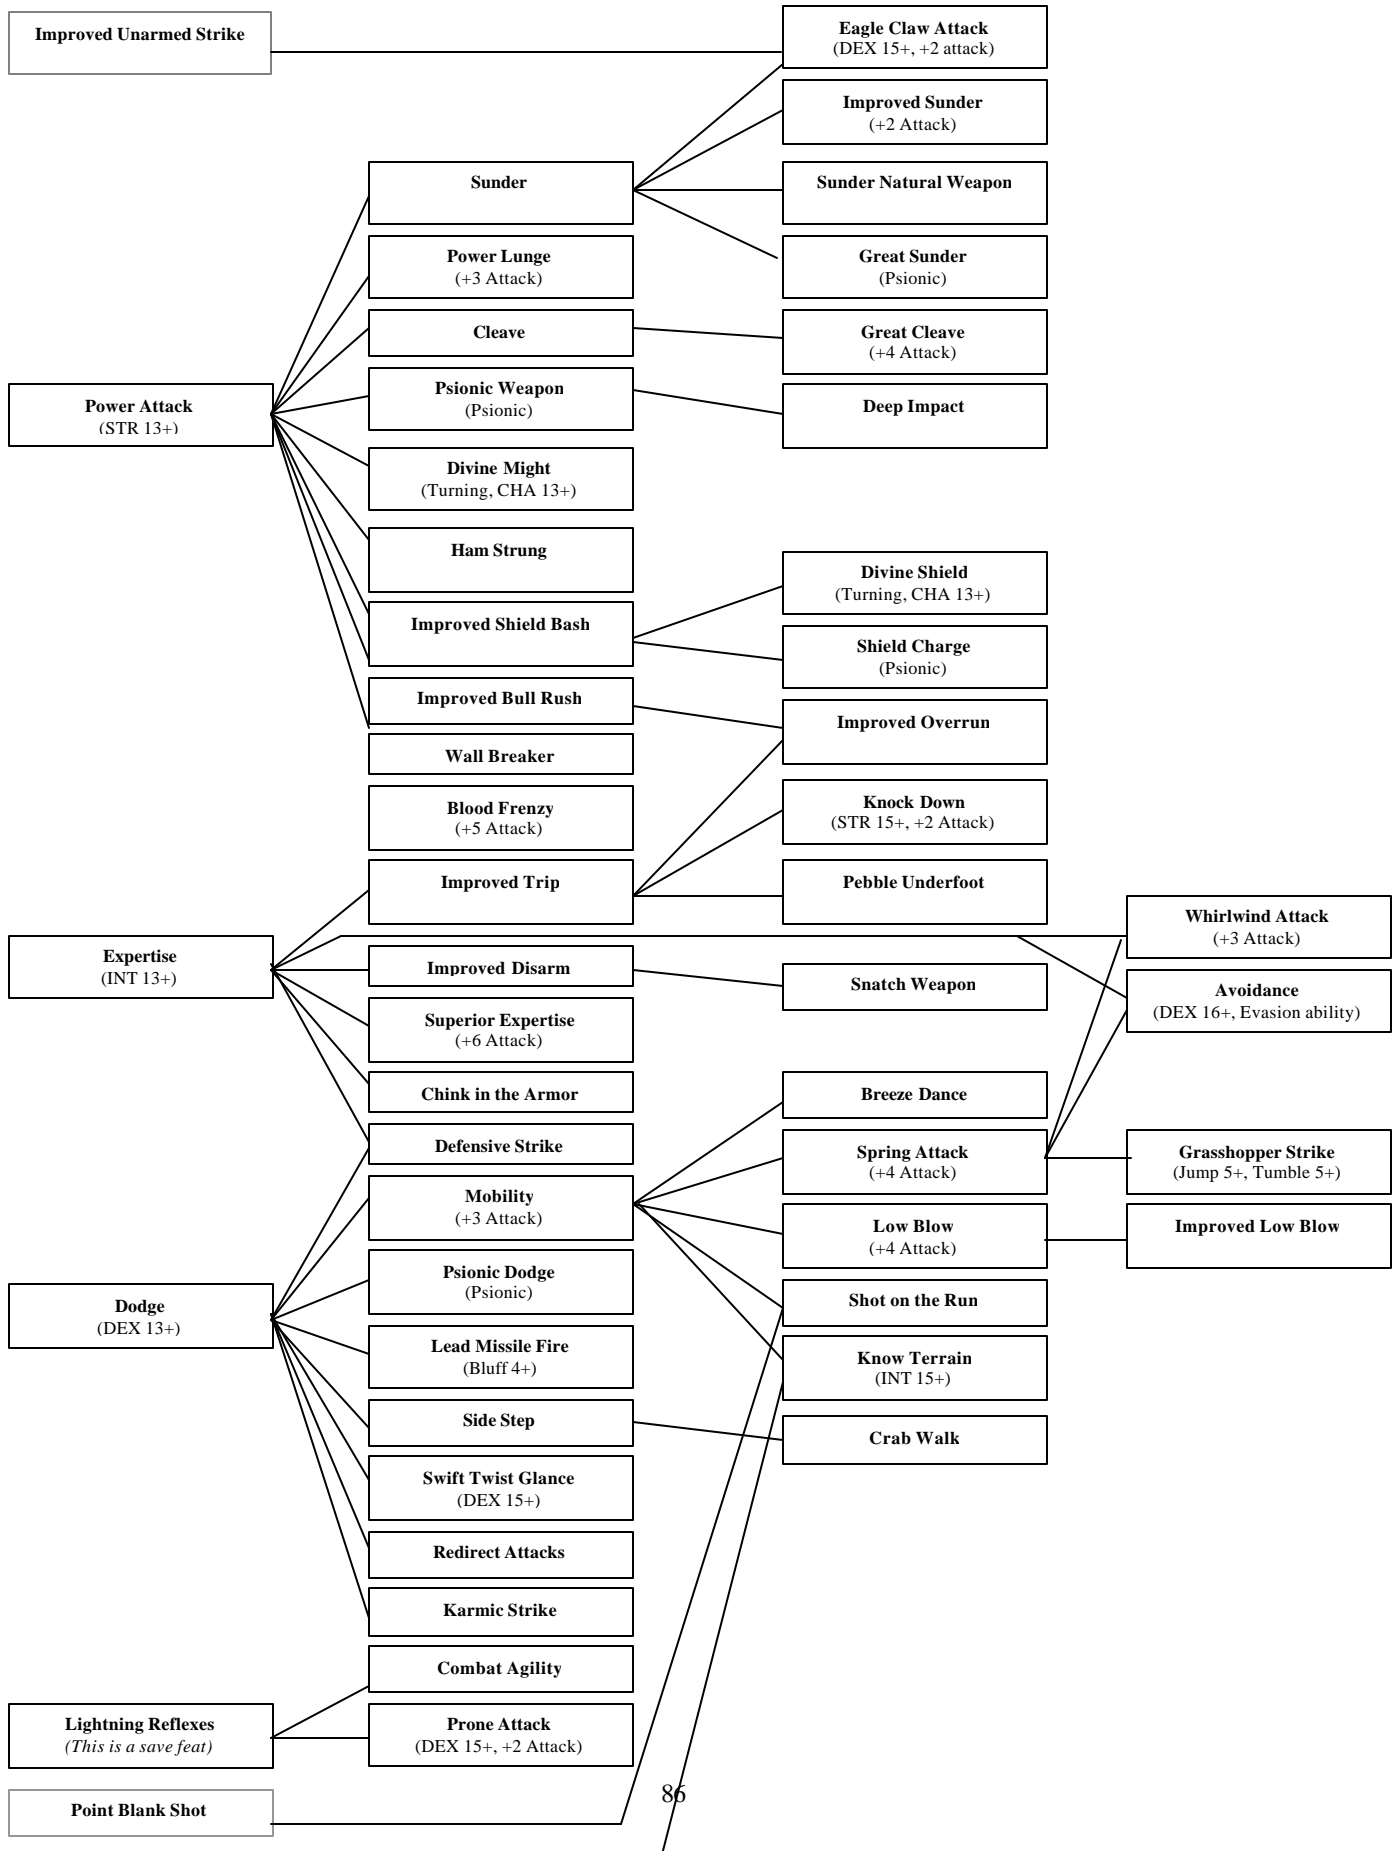 Improved Unarmed Strike
Eagle Claw Attack
(DEX 15+, +2 attack)
Improved Sunder
(+2 Attack)
Sunder
Sunder Natural Weapon
Power Lunge
(+3 Attack)
Great Sunder
(Psionic)
Cleave
Great Cleave
(+4 Attack)
Power Attack
(STR 13+)
Psionic Weapon
(Psionic)
Deep Impact
Divine Might
(Turning, CHA 13+)
Ham Strung
Divine Shield
(Turning, CHA 13+)
Improved Shield Bash
Shield Charge
(Psionic)
Improved Bull Rush
Improved Overrun
Wall Breaker
Blood Frenzy
(+5 Attack)
Knock Down
(STR 15+, +2 Attack)
Improved Trip
Pebble Underfoot
Whirlwind Attack
(+3 Attack)
Expertise
(INT 13+)
Improved Disarm
Snatch Weapon
Avoidance
(DEX 16+, Evasion ability)
Superior Expertise
(+6 Attack)
Chink in the Armor
Breeze Dance
Defensive Strike
Spring Attack
(+4 Attack)
Grasshopper Strike
(Jump 5+, Tumble 5+)
Mobility
(+3 Attack)
Low Blow
(+4 Attack)
Improved Low Blow
Psionic Dodge
(Psionic)
Dodge
(DEX 13+)
Shot on the Run
Lead Missile Fire
(Bluff 4+)
Know Terrain
(INT 15+)
Side Step
Crab Walk
Swift Twist Glance
(DEX 15+)
Redirect Attacks
Karmic Strike
Combat Agility
Lightning Reflexes
(This is a save feat)
Prone Attack
(DEX 15+, +2 Attack)
Point Blank Shot
86